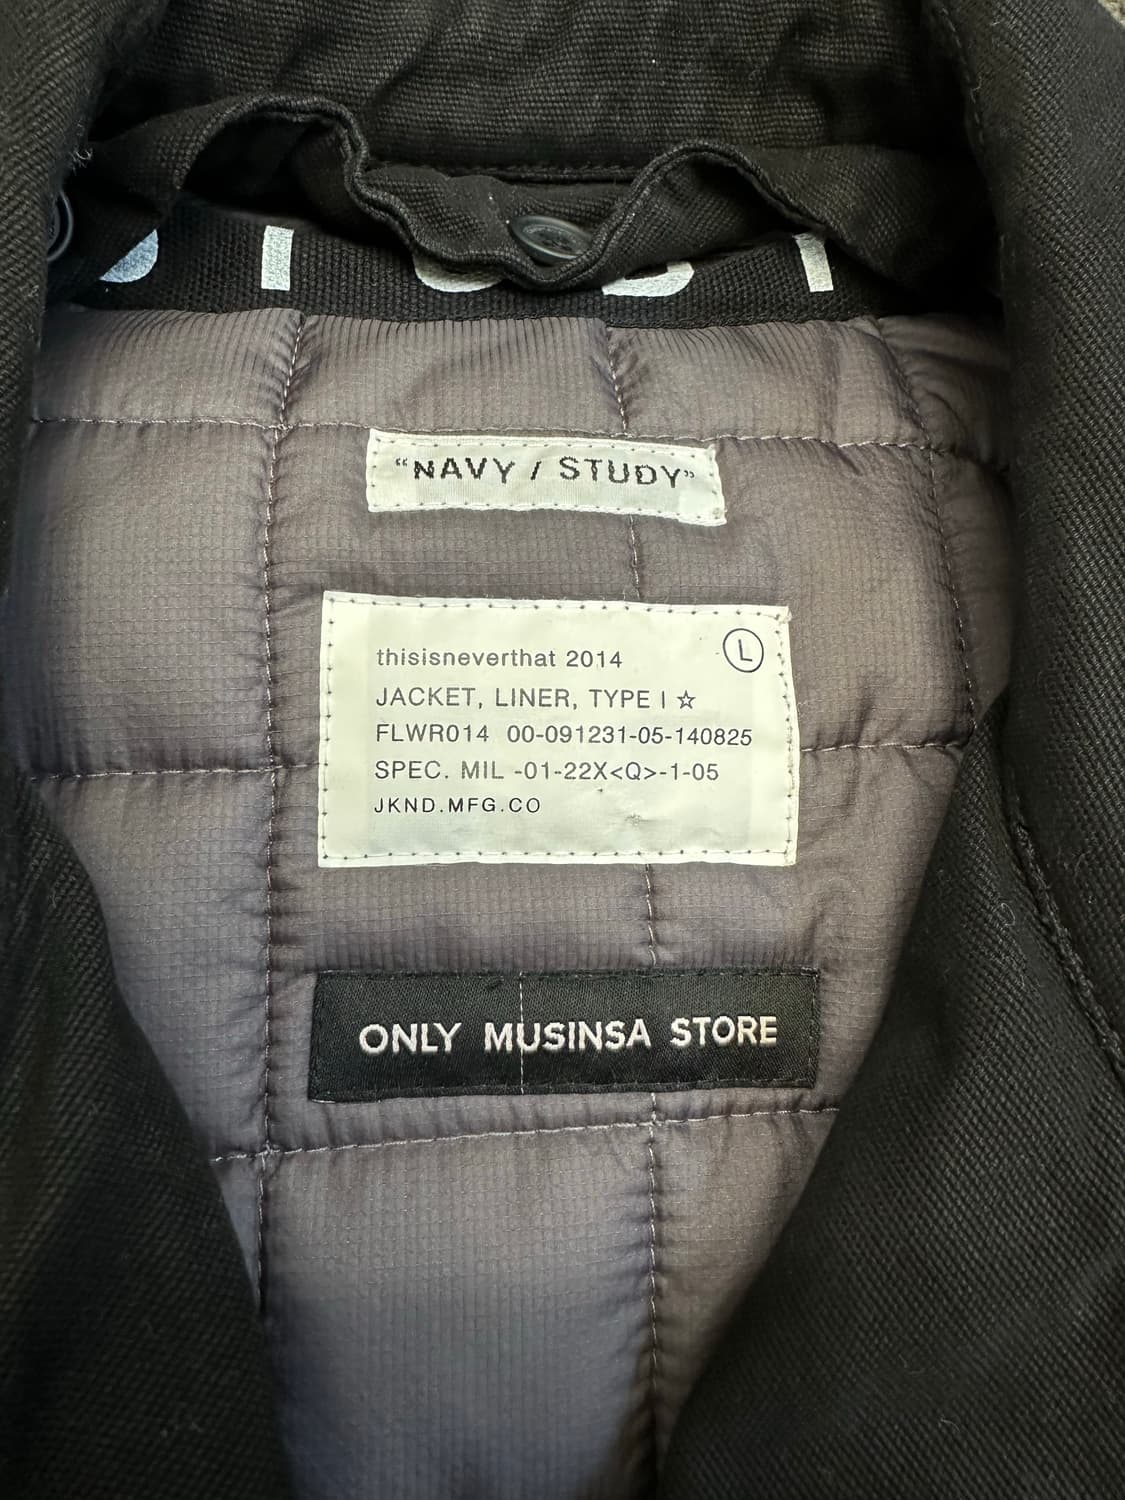 “NAVY / STUDY”
thisisneverthat 2014 L
JACKET, LINER, TYPE I ☆
FLWR014 00-091231-05-140825
SPEC. MIL -01-22X<Q>-1-05
JKND.MFG.CO
ONLY MUSINSA STORE